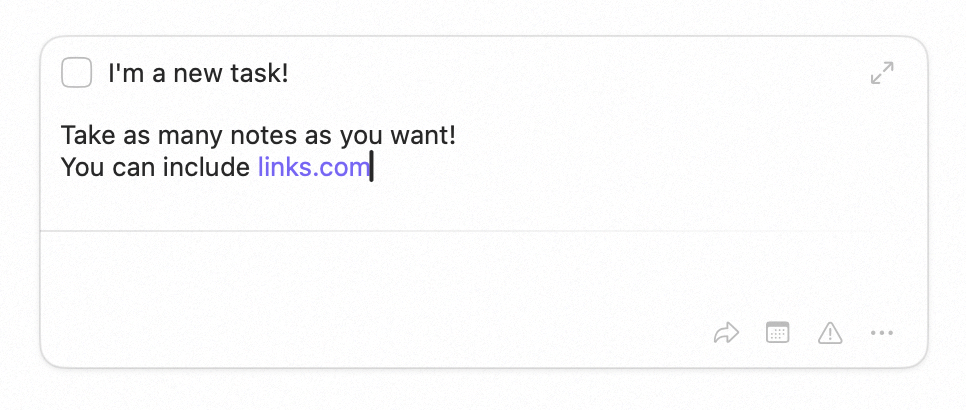 I'm a new task!
Take as many notes as you want!
You can include links.com